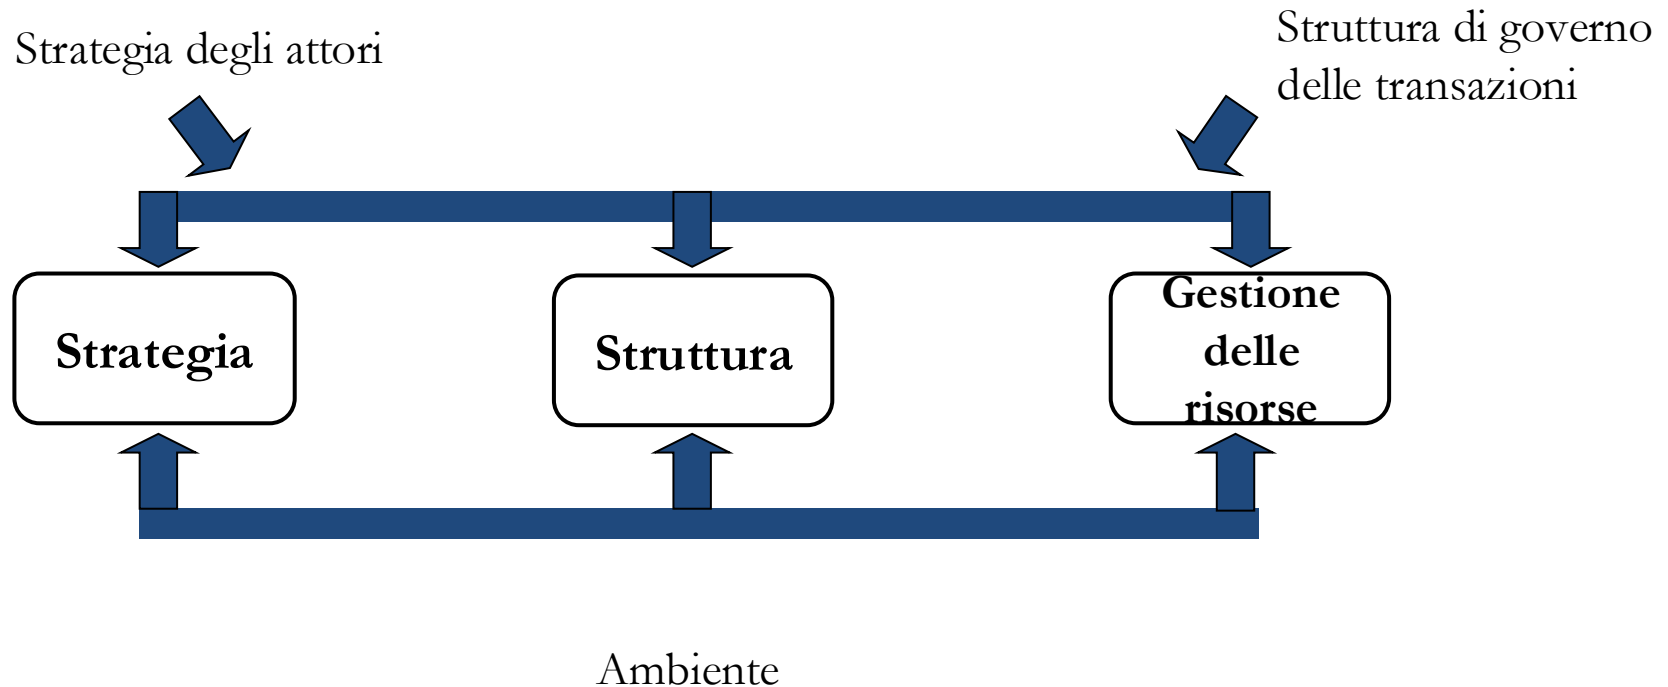 Strategia degli attori
Struttura di governo
delle transazioni
Strategia
Struttura
Gestione
delle
risorse
Ambiente